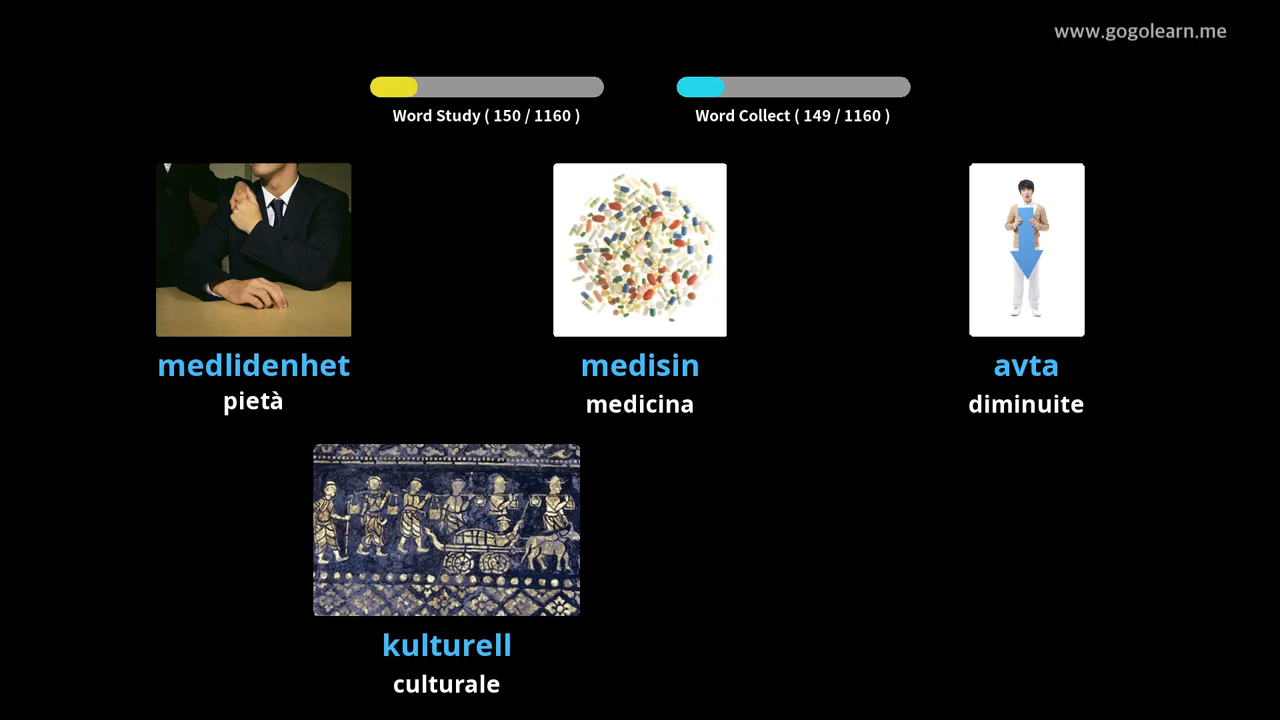 www.gogolearn.me
Word Study ( 150 / 1160 )
Word Collect ( 149 / 1160 )
medlidenhet
pietà
medisin
medicina
avta
diminuite
kulturell
culturale